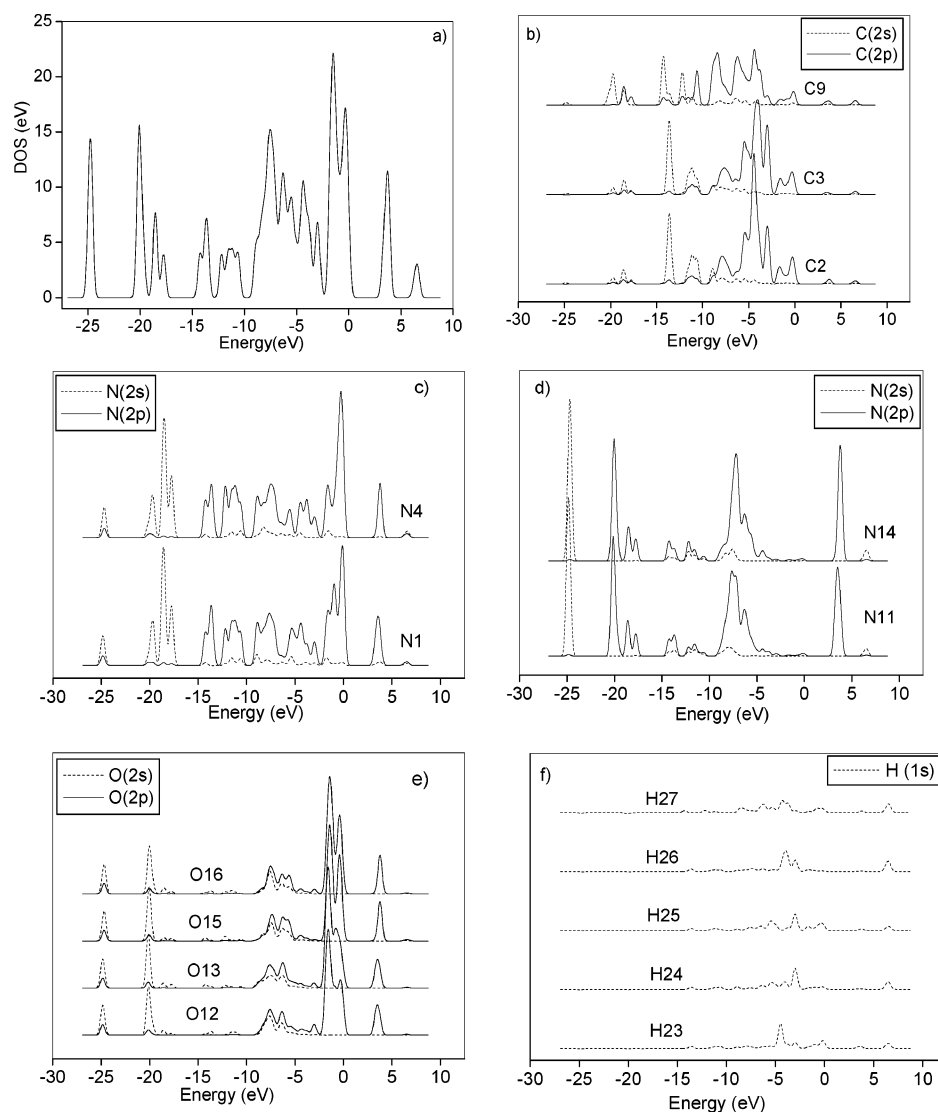 a)
25
20
15
10
5
0
DOS (eV)
-25 -20 -15 -10 -5 0 5 10
Energy(eV)
b)
C(2s)
C(2p)
C9
C3
C2
-30 -25 -20 -15 -10 -5 0 5 10
Energy (eV)
c)
N(2s)
N(2p)
N4
N1
-30 -25 -20 -15 -10 -5 0 5 10
Energy (eV)
d)
N(2s)
N(2p)
N14
N11
-30 -25 -20 -15 -10 -5 0 5 10
Energy (eV)
e)
O(2s)
O(2p)
O16
O15
O13
O12
-30 -25 -20 -15 -10 -5 0 5 10
Energy (eV)
f)
H (1s)
H27
H26
H25
H24
H23
-30 -25 -20 -15 -10 -5 0 5 10
Energy (eV)